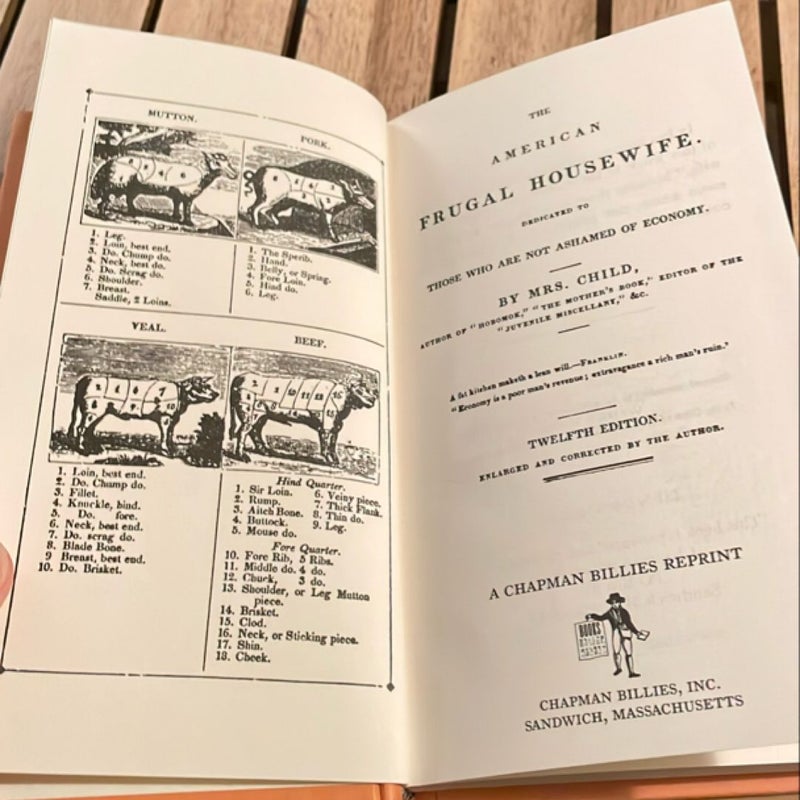 MUTTON.
1. Leg.
2. Loin, best end.
3. Do. Chump do.
4. Neck, best do.
5. Do. Scrag do.
6. Shoulder.
7. Breast.
Saddle, 2 Loins.
PORK.
1. The Sperib.
2. Hand.
3. Belly, or Spring.
4. Fore Loin.
5. Hind do.
6. Leg.
VEAL.
1. Loin, best end.
2. Do. Chump do.
3. Fillet.
4. Knuckle, hind.
5. Do. fore.
6. Neck, best end.
7. Do. scrag do.
8. Blade Bone.
9 Breast, best end.
10. Do. Brisket.
BEEF.
Hind Quarter.
1. Sir Loin. 6. Veiny piece.
2. Rump. 7. Thick Flank.
3. Aitch Bone. 8. Thin do.
4. Buttock. 9. Leg.
5. Mouse do.
Fore Quarter.
10. Fore Rib, 5 Ribs.
11. Middle do. 4 do.
12. Chuck, 3 do.
13. Shoulder, or Leg Mutton
piece.
14. Brisket.
15. Clod.
16. Neck, or Sticking piece.
17. Shin.
18. Cheek.
THE
AMERICAN
FRUGAL HOUSEWIFE.
DEDICATED TO
THOSE WHO ARE NOT ASHAMED OF ECONOMY.
BY MRS. CHILD,
AUTHOR OF "HOBOMOK," "THE MOTHER'S BOOK," EDITOR OF THE
"JUVENILE MISCELLANY," &c.
A fat kitchen maketh a lean will.—FRANKLIN.
"Economy is a poor man's revenue; extravagance a rich man's ruin."
TWELFTH EDITION.
ENLARGED AND CORRECTED BY THE AUTHOR.
A CHAPMAN BILLIES REPRINT
BOOKS
CHAPMAN BILLIES, INC.
SANDWICH, MASSACHUSETTS